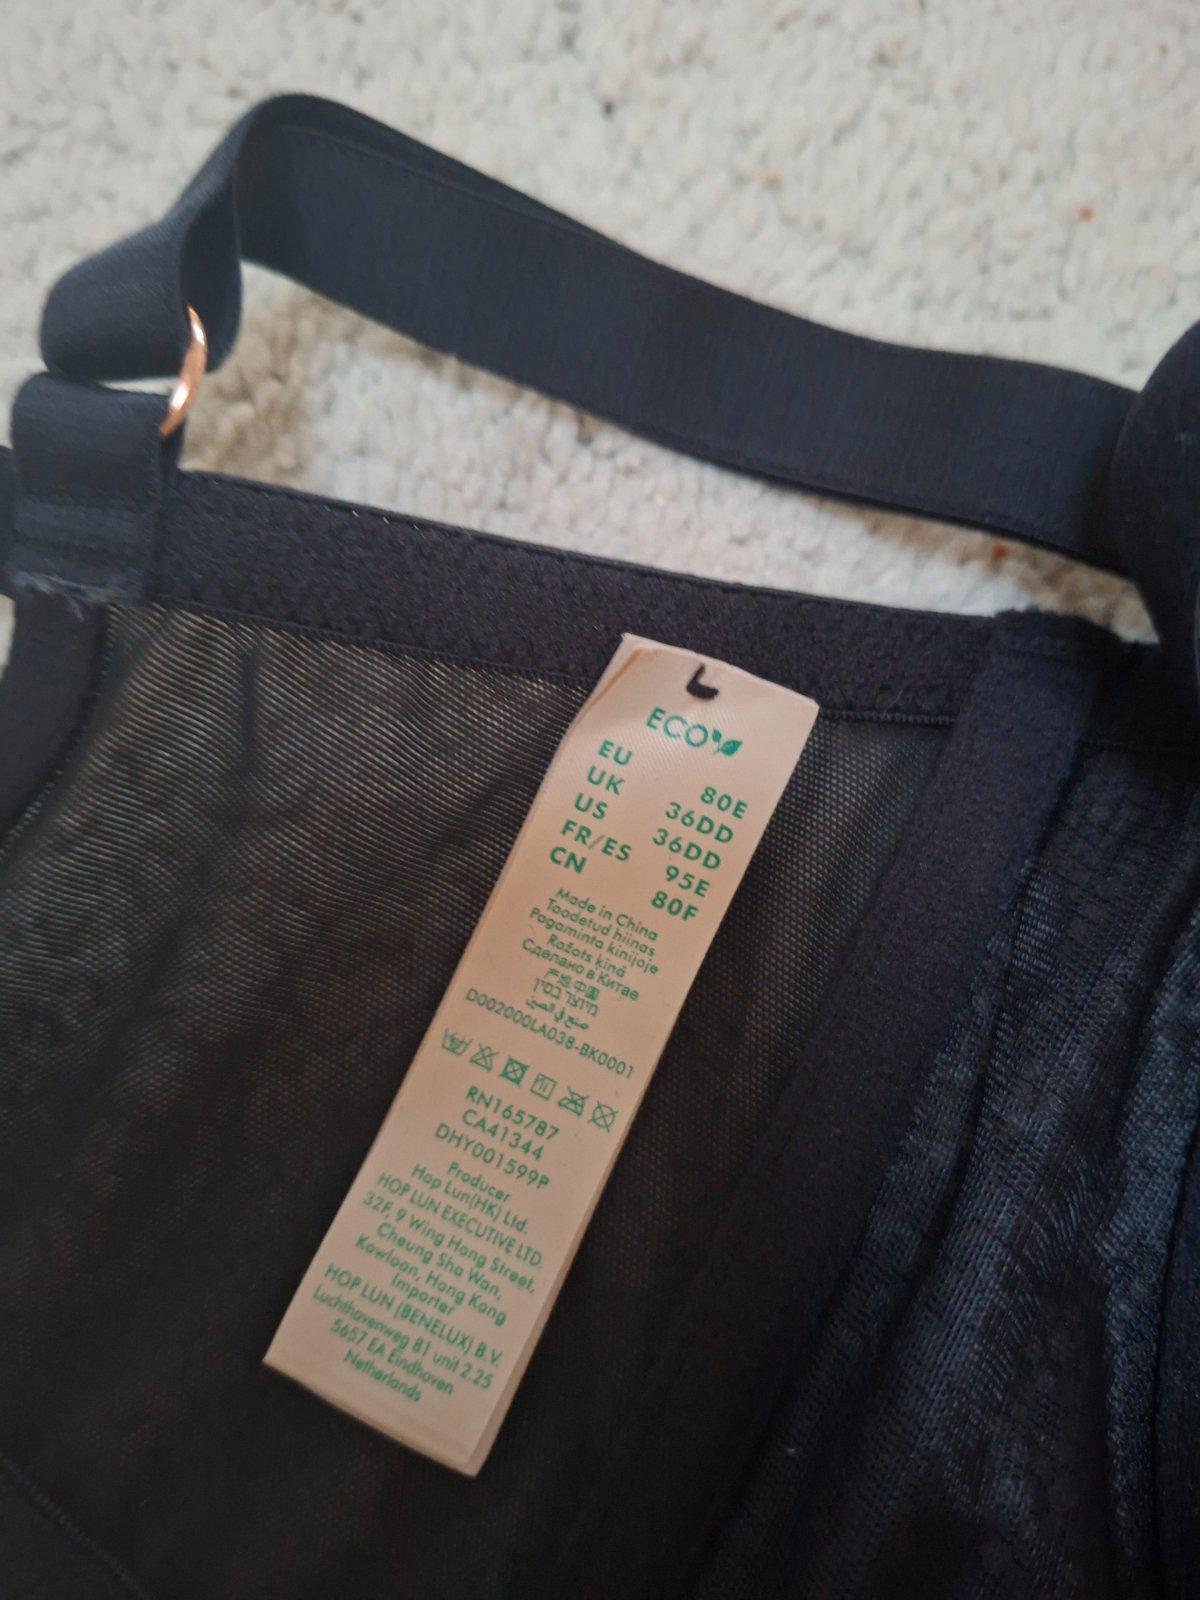 ECO
EU 80E
UK 36DD
US 36DD
FR/ES 95E
CN 80F
Made in China
Toodetud hiinas
Pagaminta kinijoje
Ražots kīnā
Сделано в Китае
产地 中国
מיוצר בסין
صنع في الصين
D002000LA038-BK0001
RN165787
CA41344
DHY001599P
Producer
Hop Lun(HK) Ltd.
HOP LUN EXECUTIVE LTD.
32F, 9 Wing Hong Street,
Cheung Sha Wan,
Kowloon, Hong Kong
Importer
HOP LUN (BENELUX) B.V.
Luchthavenweg 81 unit 2.25
5657 EA Eindhoven
Netherlands